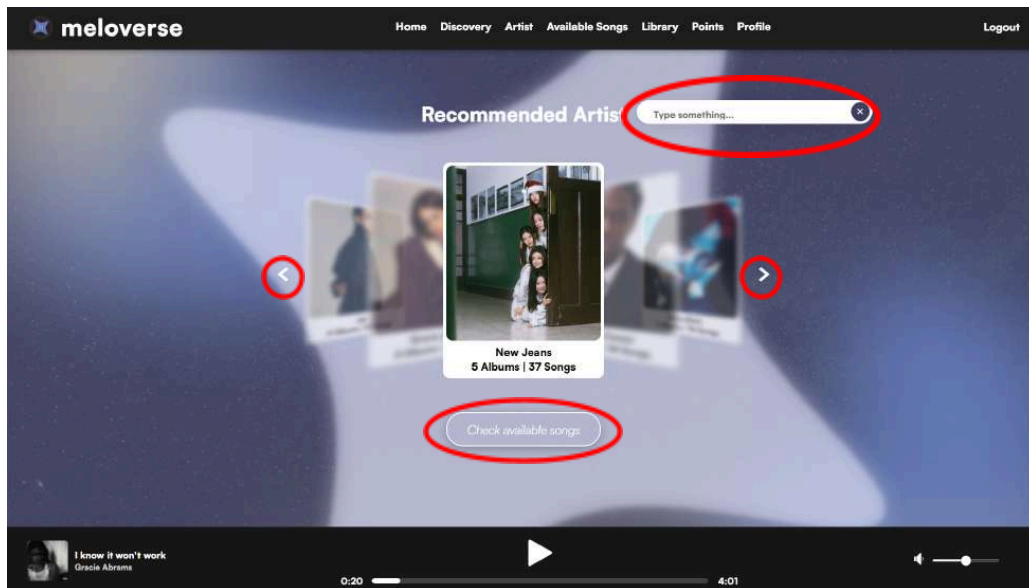 meloverse
Home Discovery Artist Available Songs Library Points Profile
Logout
Recommended Artist
Type something...
New Jeans
5 Albums | 37 Songs
Check available songs
I know it won't work
Gracie Abrams
0:20
4:01